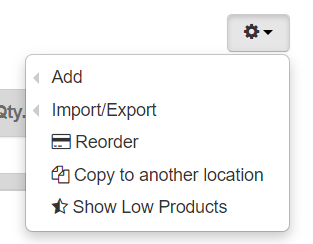 Qty.
Add
Import/Export
Reorder
Copy to another location
Show Low Products